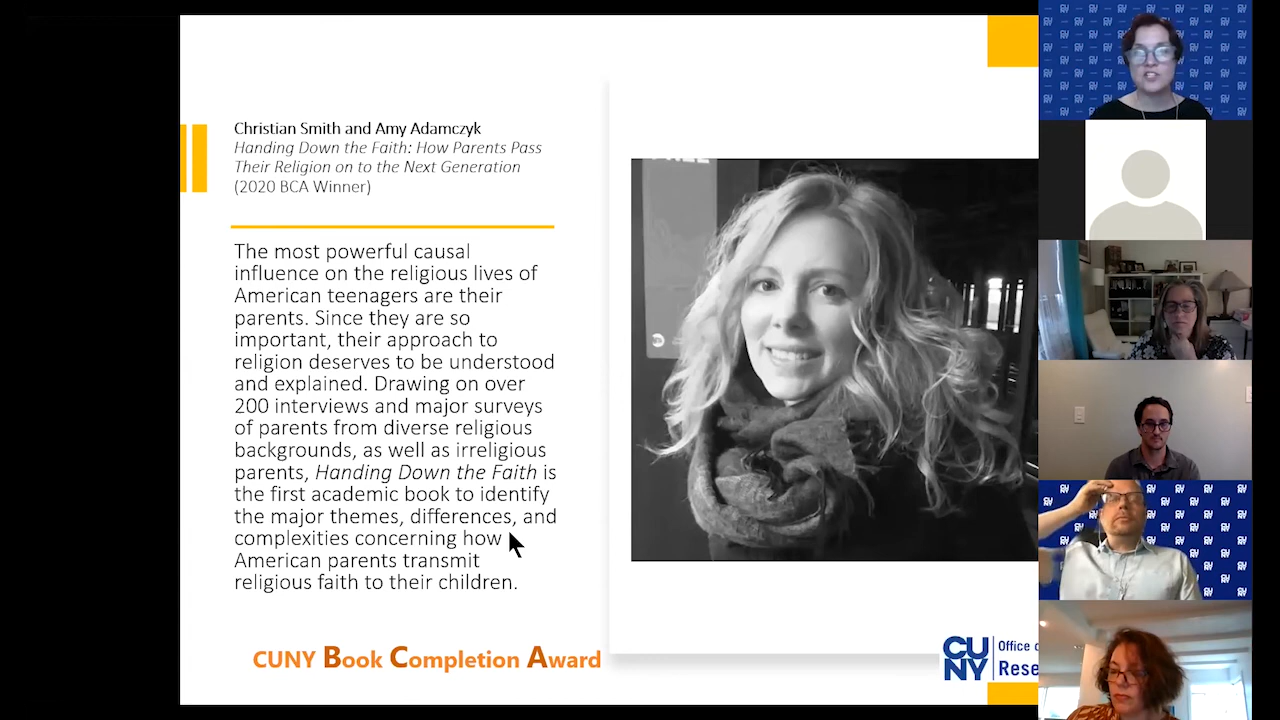 Christian Smith and Amy Adamczyk
Handing Down the Faith: How Parents Pass
Their Religion on to the Next Generation
(2020 BCA Winner)
The most powerful causal
influence on the religious lives of
American teenagers are their
parents. Since they are so
important, their approach to
religion deserves to be understood
and explained. Drawing on over
200 interviews and major surveys
of parents from diverse religious
backgrounds, as well as irreligious
parents, Handing Down the Faith is
the first academic book to identify
the major themes, differences, and
complexities concerning how
American parents transmit
religious faith to their children.
CUNY Book Completion Award
CU
NY
Office o
Rese